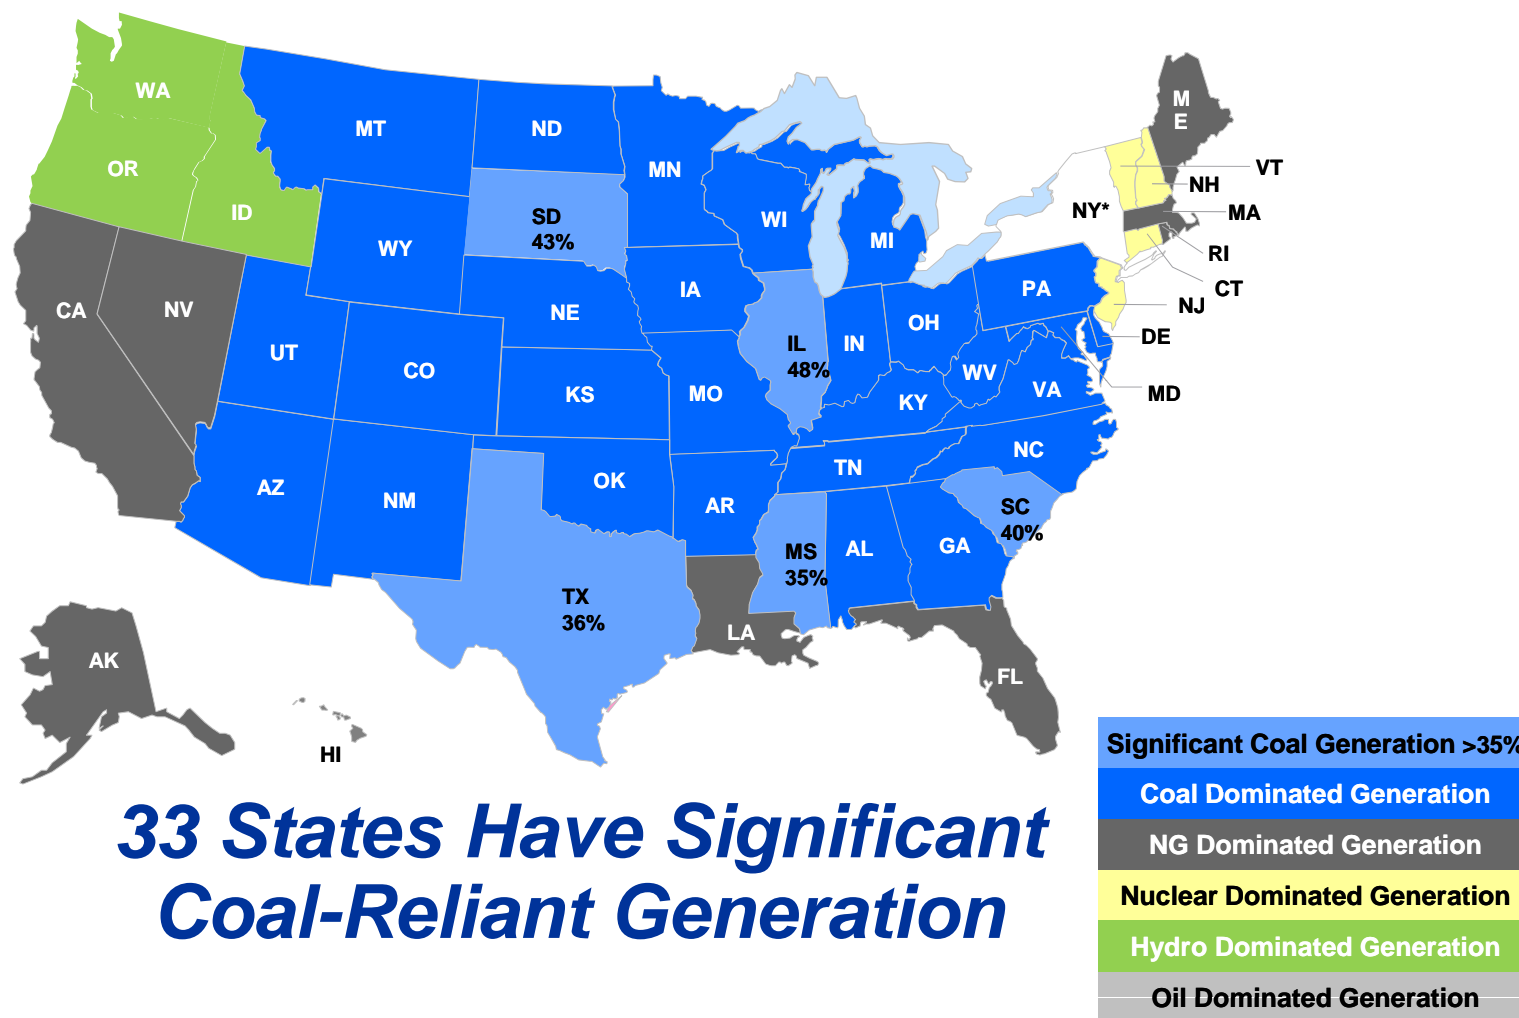 WA
OR
ID
MT
ND
MN
SD
43%
WY
WI
MI
M
E
VT
NH
NY*
MA
RI
CT
NJ
DE
MD
CA
NV
UT
CO
NE
IA
IL
48%
IN
OH
PA
WV
VA
KS
MO
KY
NC
TN
AZ
NM
OK
AR
SC
40%
MS
35%
AL
GA
TX
36%
LA
FL
AK
HI
33 States Have Significant
Coal-Reliant Generation
Significant Coal Generation >35%
Coal Dominated Generation
NG Dominated Generation
Nuclear Dominated Generation
Hydro Dominated Generation
Oil Dominated Generation